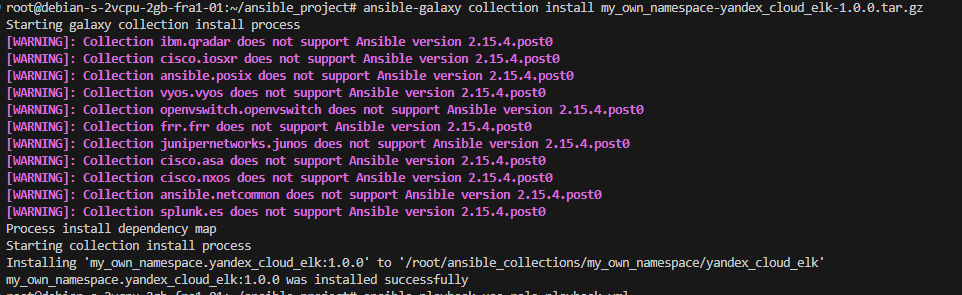 root@debian-s-2vcpu-2gb-fra1-01:~/ansible_project# ansible-galaxy collection install my_own_namespace-yandex_cloud_elk-1.0.0.tar.gz
Starting galaxy collection install process
[WARNING]: Collection ibm.qradar does not support Ansible version 2.15.4.post0
[WARNING]: Collection cisco.iosxr does not support Ansible version 2.15.4.post0
[WARNING]: Collection ansible.posix does not support Ansible version 2.15.4.post0
[WARNING]: Collection vyos.vyos does not support Ansible version 2.15.4.post0
[WARNING]: Collection openvswitch.openvswitch does not support Ansible version 2.15.4.post0
[WARNING]: Collection frr.frr does not support Ansible version 2.15.4.post0
[WARNING]: Collection junipernetworks.junos does not support Ansible version 2.15.4.post0
[WARNING]: Collection cisco.asa does not support Ansible version 2.15.4.post0
[WARNING]: Collection cisco.nxos does not support Ansible version 2.15.4.post0
[WARNING]: Collection ansible.netcommon does not support Ansible version 2.15.4.post0
[WARNING]: Collection splunk.es does not support Ansible version 2.15.4.post0
Process install dependency map
Starting collection install process
Installing 'my_own_namespace.yandex_cloud_elk:1.0.0' to '/root/ansible_collections/my_own_namespace/yandex_cloud_elk'
my_own_namespace.yandex_cloud_elk:1.0.0 was installed successfully